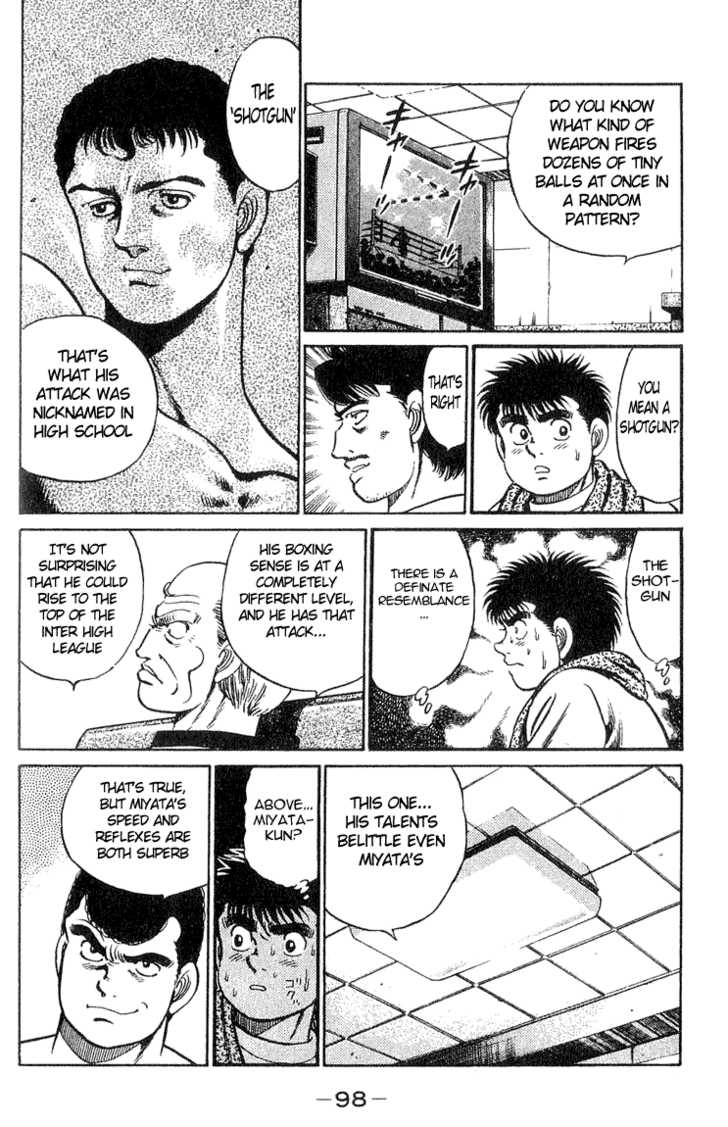 DO YOU KNOW
WHAT KIND OF
WEAPON FIRES
DOZENS OF TINY
BALLS AT ONCE IN
A RANDOM
PATTERN?
YOU
MEAN A
SHOTGUN?
THAT'S
RIGHT
THE
'SHOTGUN'
THAT'S
WHAT HIS
ATTACK WAS
NICKNAMED IN
HIGH SCHOOL
THE
SHOT-
GUN
THERE IS A
DEFINATE
RESEMBLANCE
...
HIS BOXING
SENSE IS AT A
COMPLETELY
DIFFERENT LEVEL,
AND HE HAS THAT
ATTACK...
IT'S NOT
SURPRISING
THAT HE COULD
RISE TO THE
TOP OF THE
INTER HIGH
LEAGUE
THIS ONE...
HIS TALENTS
BELITTLE EVEN
MIYATA'S
ABOVE...
MIYATA-
KUN?
ゴクッ
THAT'S TRUE,
BUT MIYATA'S
SPEED AND
REFLEXES ARE
BOTH SUPERB
—98—